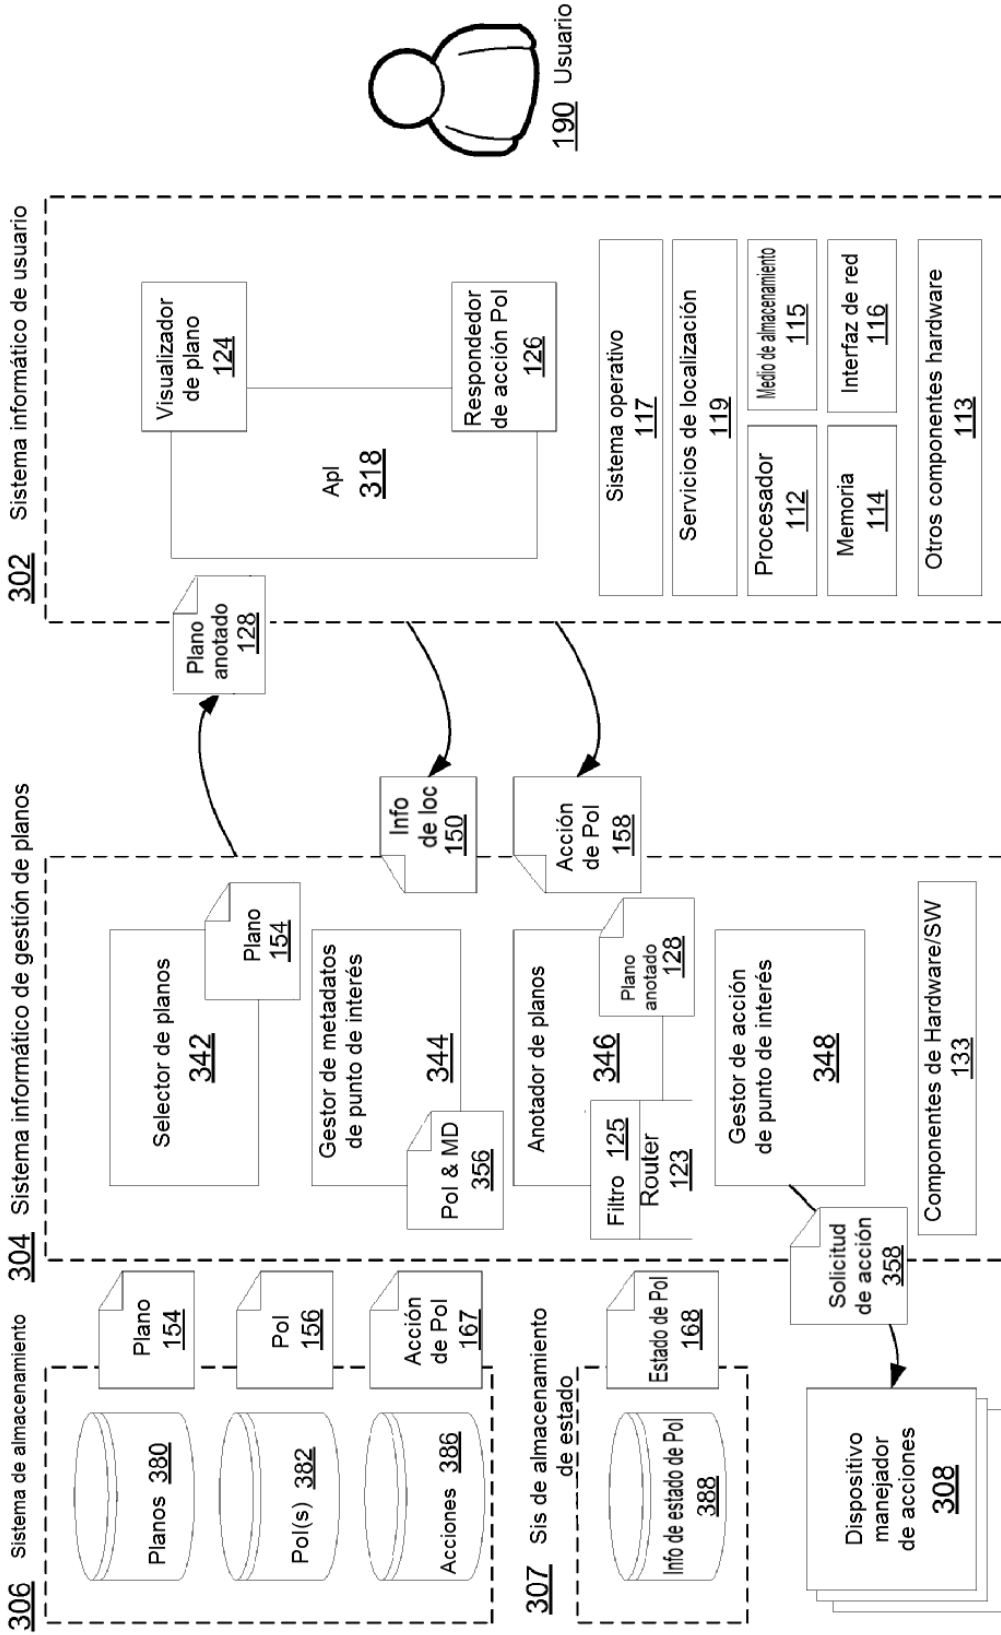 306 Sistema de almacenamiento
Planos 380
PoI(s) 382
Acciones 386
Plano
154
PoI
156
Acción
de PoI
167
307 Sis de almacenamiento
de estado
Info de estado de PoI
388
Estado de PoI
168
Dispositivo
manejador
de acciones
308
304 Sistema informático de gestión de planos
Selector de planos
342
Plano
154
Gestor de metadatos
de punto de interés
344
PoI & MD
356
Anotador de planos
346
Filtro 125
Router
123
Plano
anotado
128
Gestor de acción
de punto de interés
348
Solicitud
de acción
358
Componentes de Hardware/SW
133
Info
de loc
150
Acción
de PoI
158
Plano
anotado
128
302 Sistema informático de usuario
Visualizador
de plano
124
Apl
318
Respondedor
de acción PoI
126
Sistema operativo
117
Servicios de localización
119
Procesador
112
Medio de almacenamiento
115
Memoria
114
Interfaz de red
116
Otros componentes hardware
113
190 Usuario